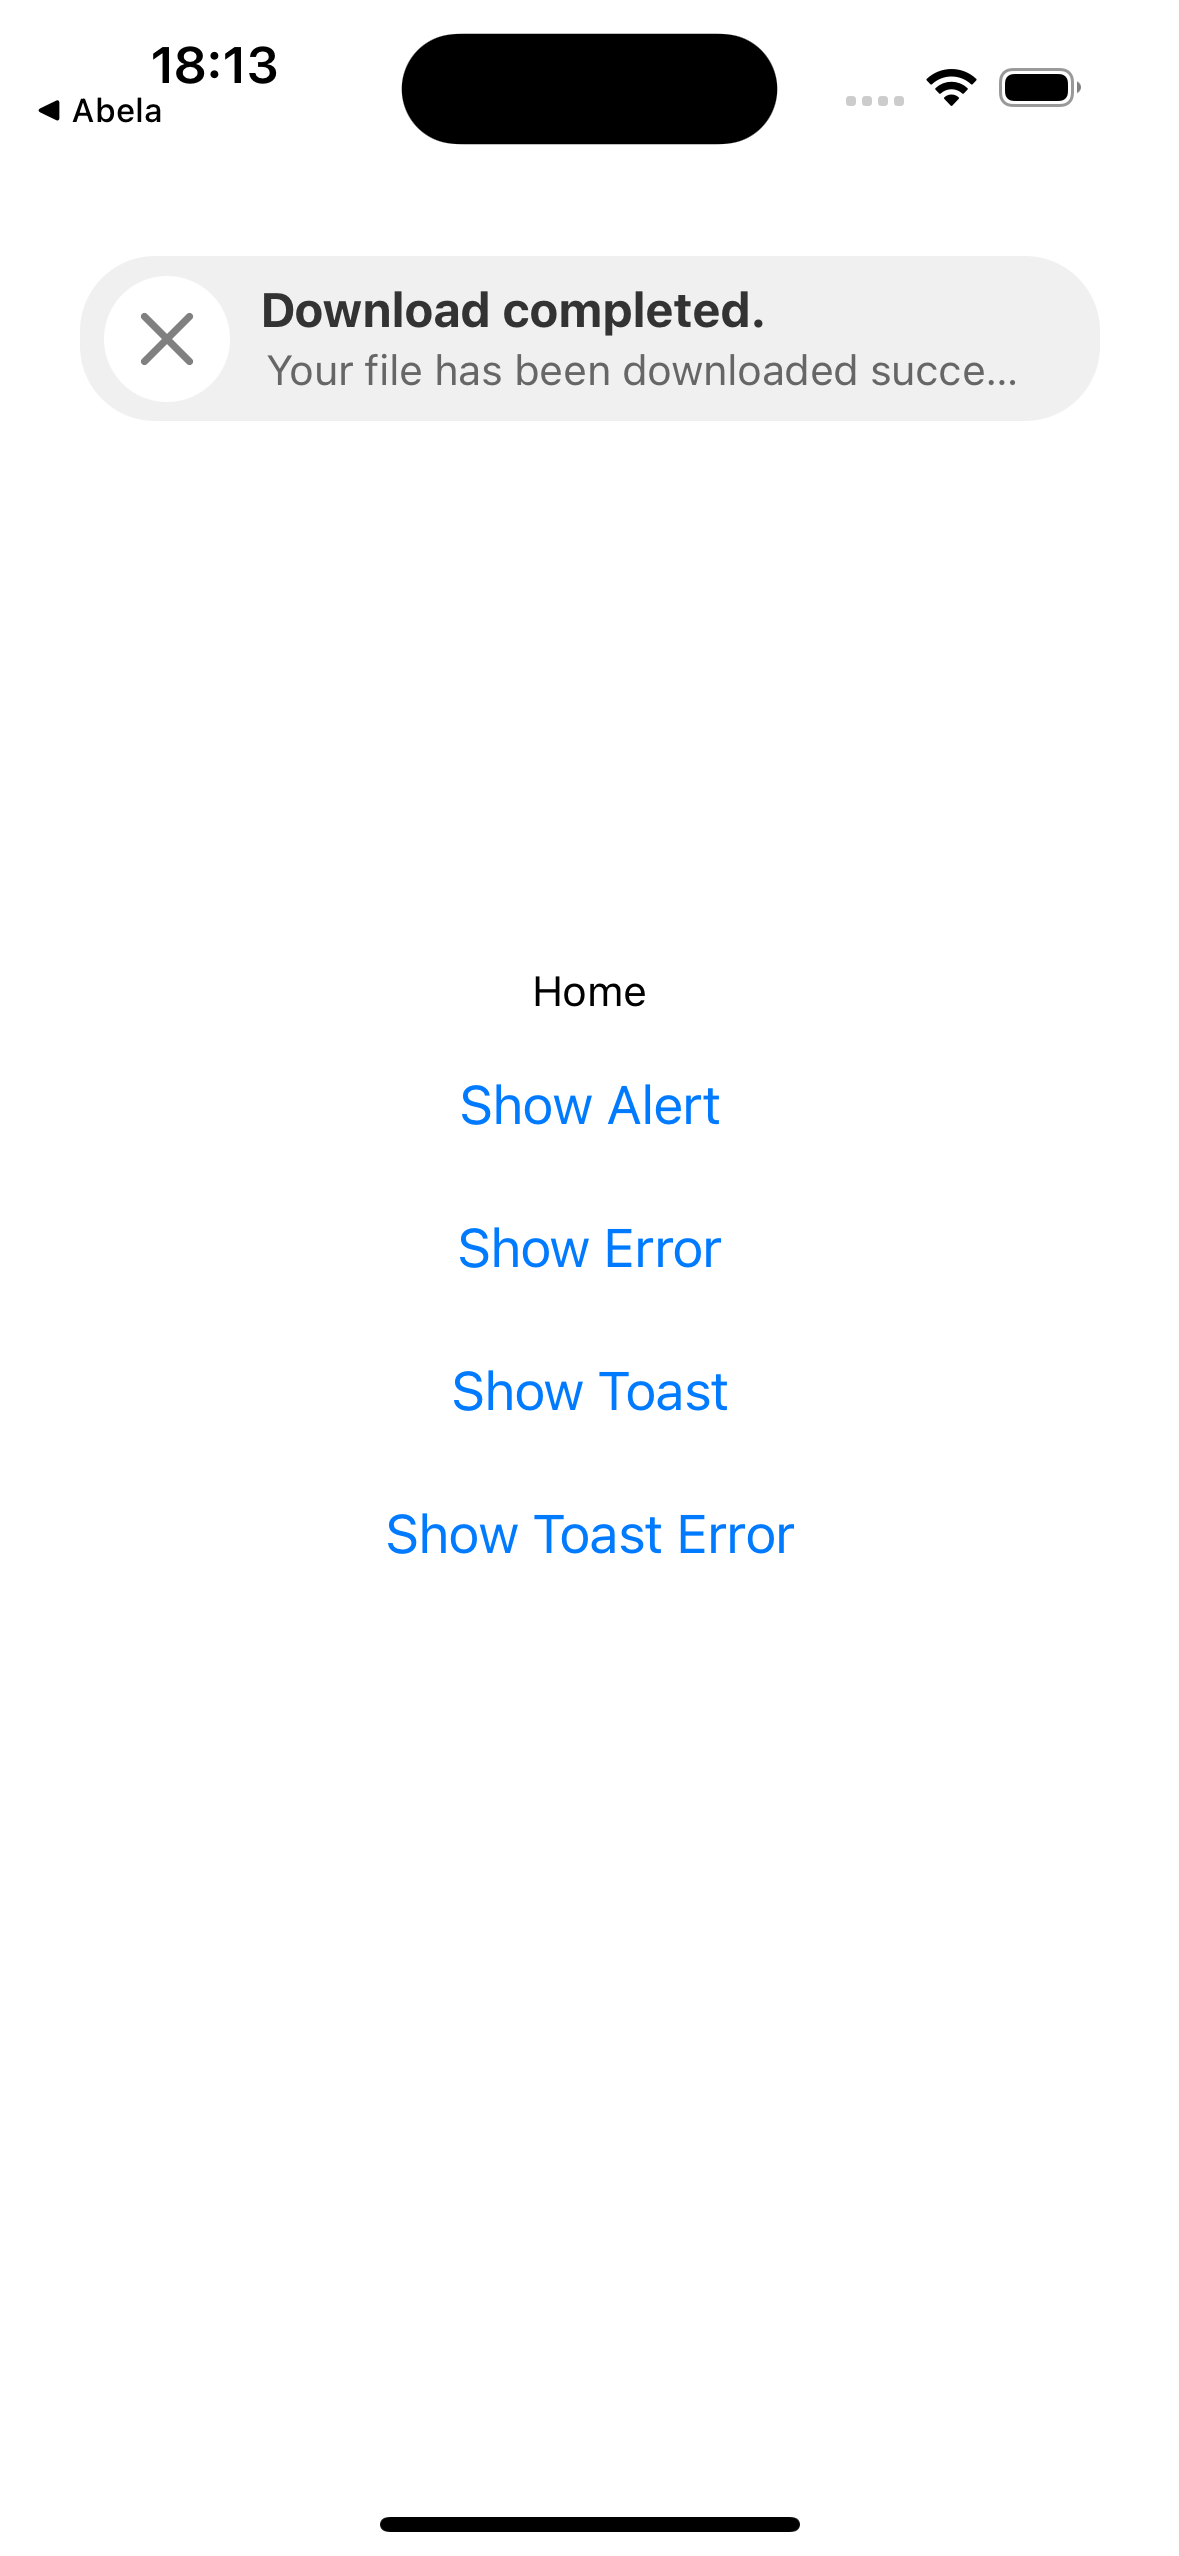 18:13
◀ Abela
Download completed.
Your file has been downloaded succe...
Home
Show Alert
Show Error
Show Toast
Show Toast Error